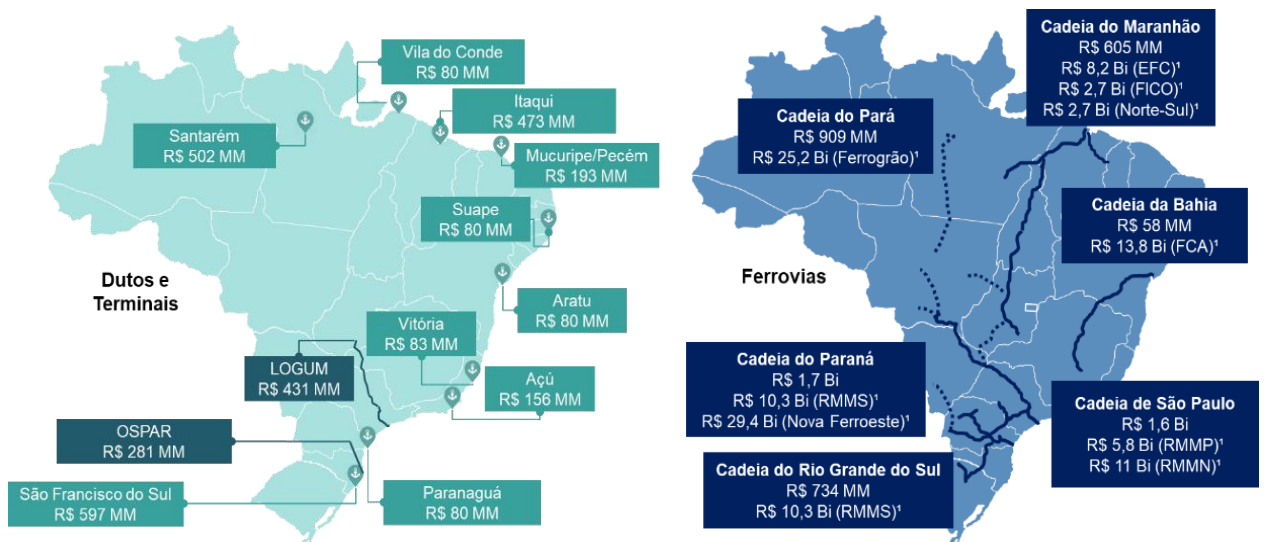 Vila do Conde
R$ 80 MM
Itaqui
R$ 473 MM
Santarém
R$ 502 MM
Mucuripe/Pecém
R$ 193 MM
Suape
R$ 80 MM
Dutos e
Terminais
Aratu
R$ 80 MM
Vitória
R$ 83 MM
LOGUM
R$ 431 MM
Açú
R$ 156 MM
OSPAR
R$ 281 MM
São Francisco do Sul
R$ 597 MM
Paranaguá
R$ 80 MM
Cadeia do Maranhão
R$ 605 MM
R$ 8,2 Bi (EFC)¹
R$ 2,7 Bi (FICO)¹
R$ 2,7 Bi (Norte-Sul)¹
Cadeia do Pará
R$ 909 MM
R$ 25,2 Bi (Ferrogrão)¹
Cadeia da Bahia
R$ 58 MM
R$ 13,8 Bi (FCA)¹
Ferrovias
Cadeia do Paraná
R$ 1,7 Bi
R$ 10,3 Bi (RMMS)¹
R$ 29,4 Bi (Nova Ferroeste)¹
Cadeia de São Paulo
R$ 1,6 Bi
R$ 5,8 Bi (RMMP)¹
R$ 11 Bi (RMMN)¹
Cadeia do Rio Grande do Sul
R$ 734 MM
R$ 10,3 Bi (RMMS)¹